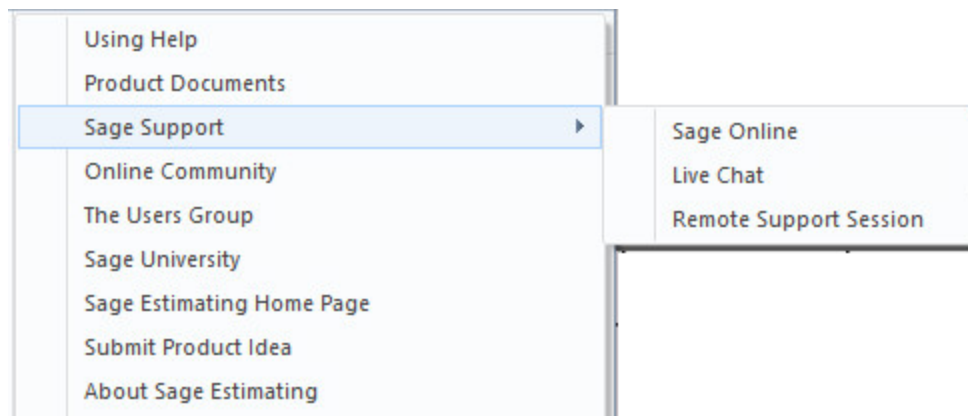 Using Help
Product Documents
Sage Support
Online Community
The Users Group
Sage University
Sage Estimating Home Page
Submit Product Idea
About Sage Estimating
Sage Online
Live Chat
Remote Support Session